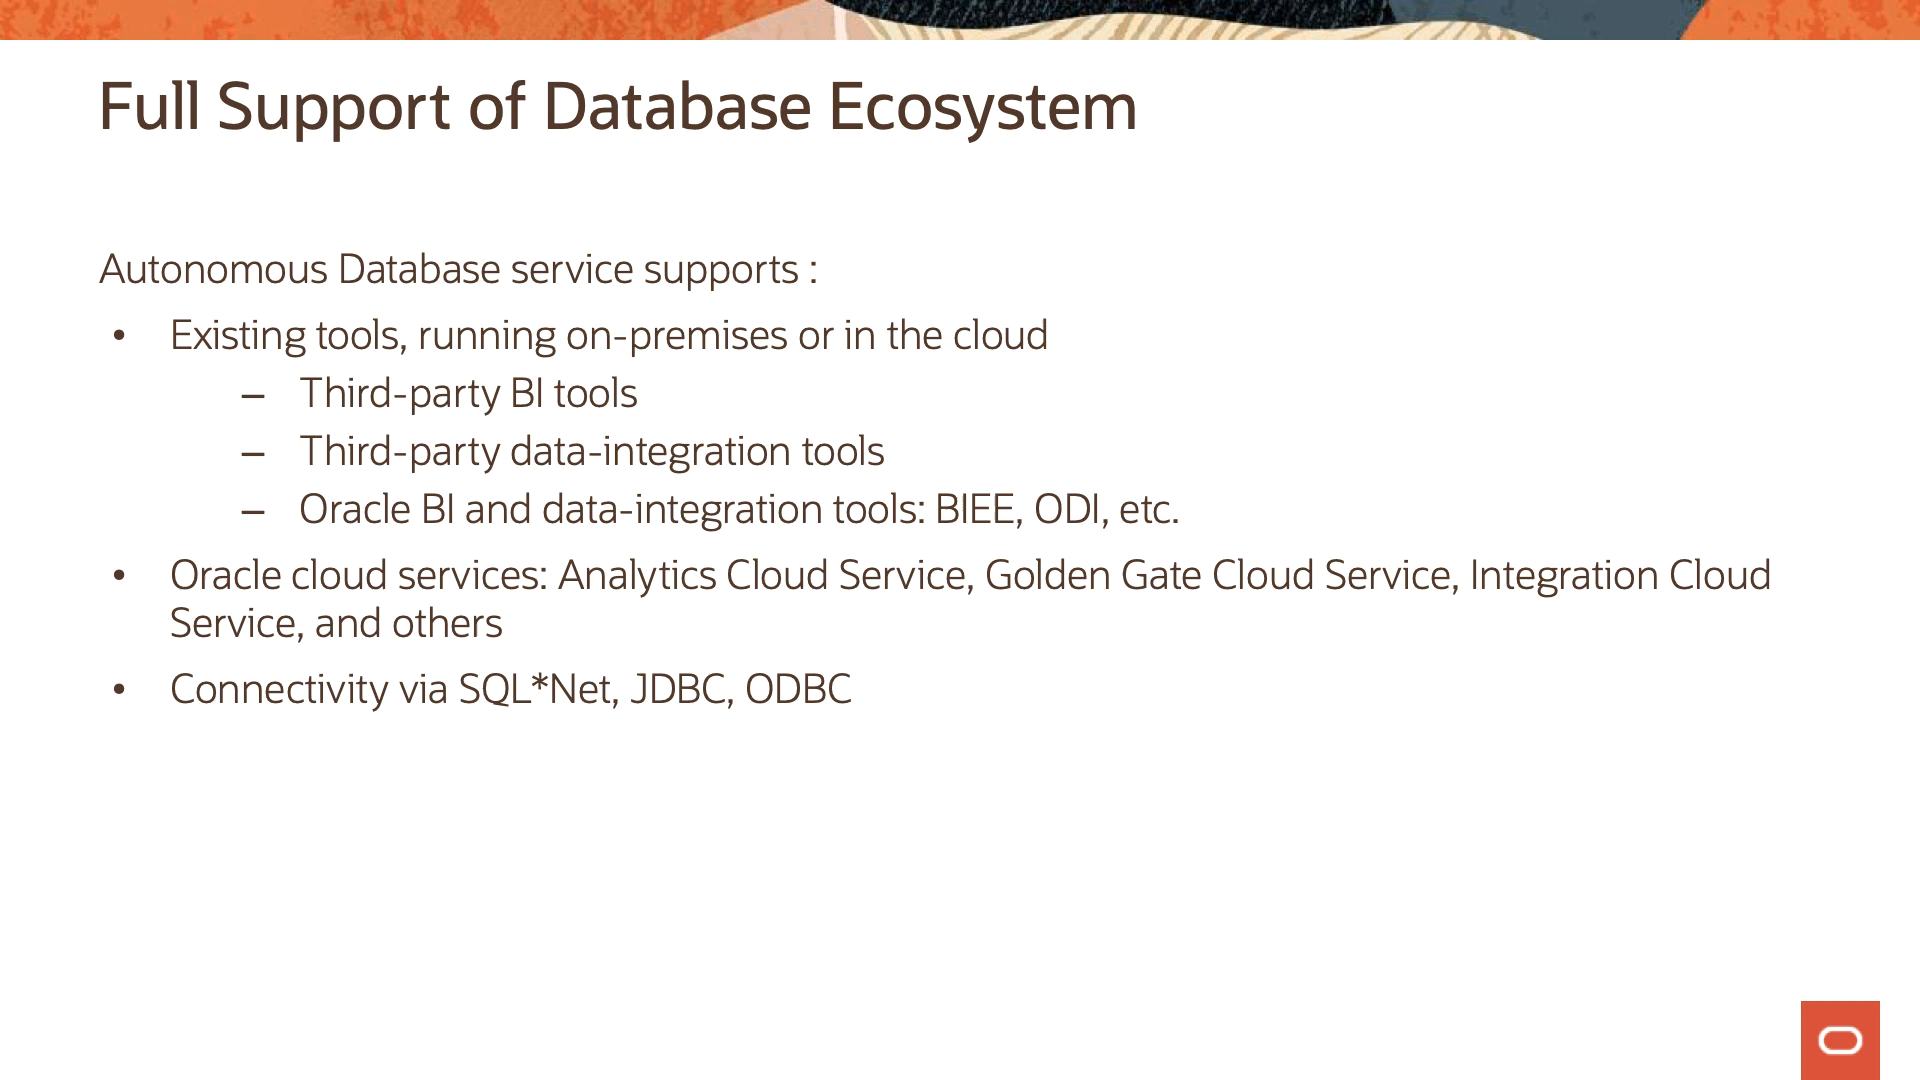 Full Support of Database Ecosystem
Autonomous Database service supports :
• Existing tools, running on-premises or in the cloud
– Third-party BI tools
– Third-party data-integration tools
– Oracle BI and data-integration tools: BIEE, ODI, etc.
• Oracle cloud services: Analytics Cloud Service, Golden Gate Cloud Service, Integration Cloud
Service, and others
• Connectivity via SQL*Net, JDBC, ODBC